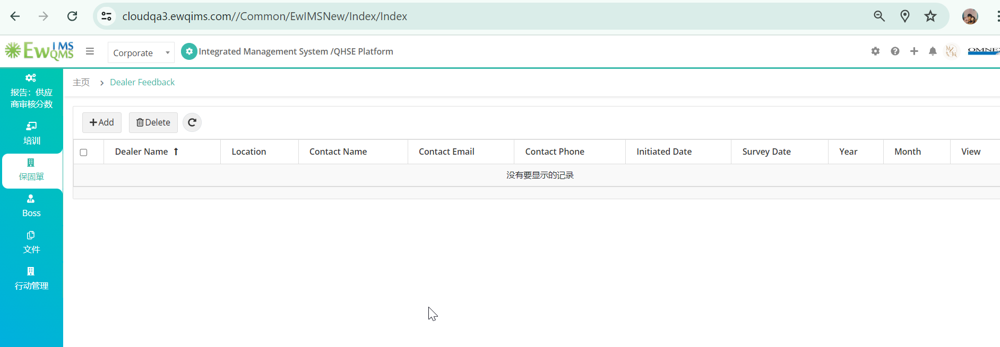 cloudqa3.ewqims.com//Common/EwIMSNew/Index/Index
EwIMS QMS
Corporate
Integrated Management System /QHSE Platform
主页 > Dealer Feedback
报告：供应
商审核分数
培训
保固單
Boss
文件
行动管理
+Add Delete
Dealer Name ↑ Location Contact Name Contact Email Contact Phone Initiated Date Survey Date Year Month View
没有要显示的记录